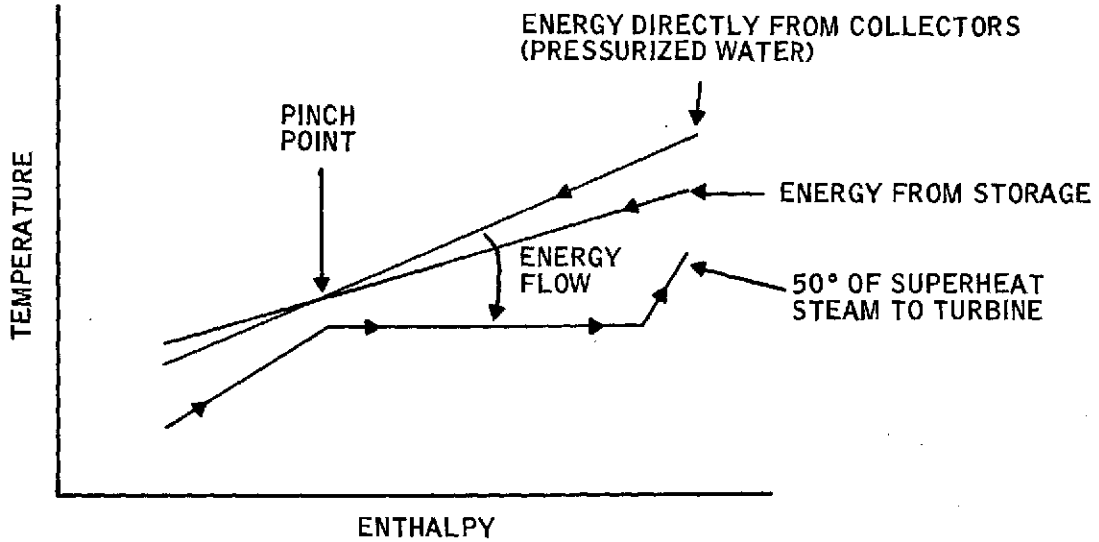 ENERGY DIRECTLY FROM COLLECTORS
(PRESSURIZED WATER)
PINCH
POINT
ENERGY FROM STORAGE
ENERGY
FLOW
50° OF SUPERHEAT
STEAM TO TURBINE
TEMPERATURE
ENTHALPY